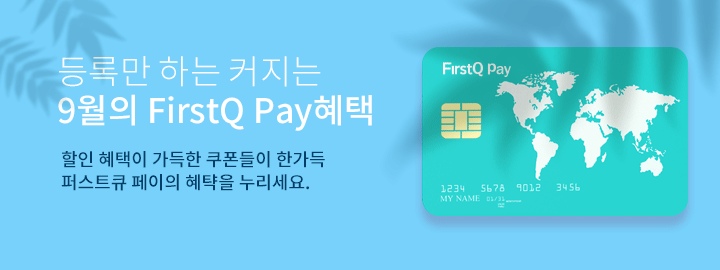 등록만 하는 커지는
9월의 FirstQ Pay혜택
할인 혜택이 가득한 쿠폰들이 한가득
퍼스트큐 페이의 혜택을 누리세요.
FirstQ Pay
1234 5678 9012 3456
MY NAME 01/31